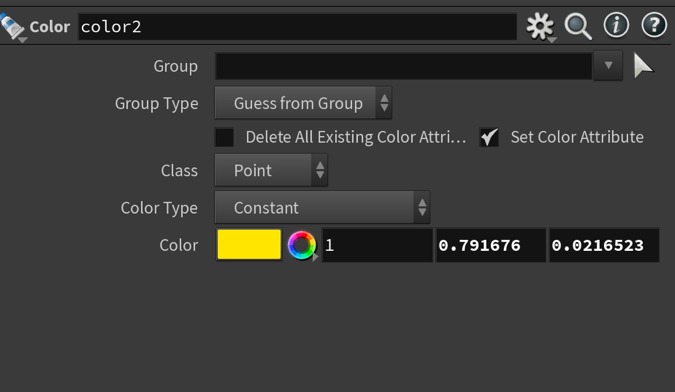 Color color2
Group
Group Type Guess from Group
Delete All Existing Color Attri... Set Color Attribute
Class Point
Color Type Constant
Color 1 0.791676 0.0216523